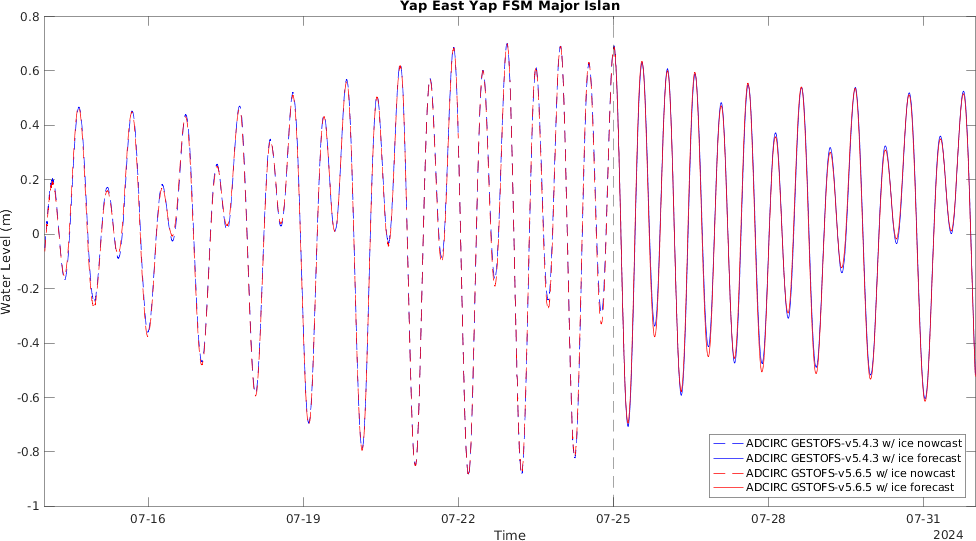 Yap East Yap FSM Major Islan
0.8
0.6
0.4
0.2
0
-0.2
-0.4
-0.6
-0.8
-1
Water Level (m)
ADCIRC GESTOFS-v5.4.3 w/ ice nowcast
ADCIRC GESTOFS-v5.4.3 w/ ice forecast
ADCIRC GSTOFS-v5.6.5 w/ ice nowcast
ADCIRC GSTOFS-v5.6.5 w/ ice forecast
07-16 07-19 07-22 07-25 07-28 07-31
Time
2024